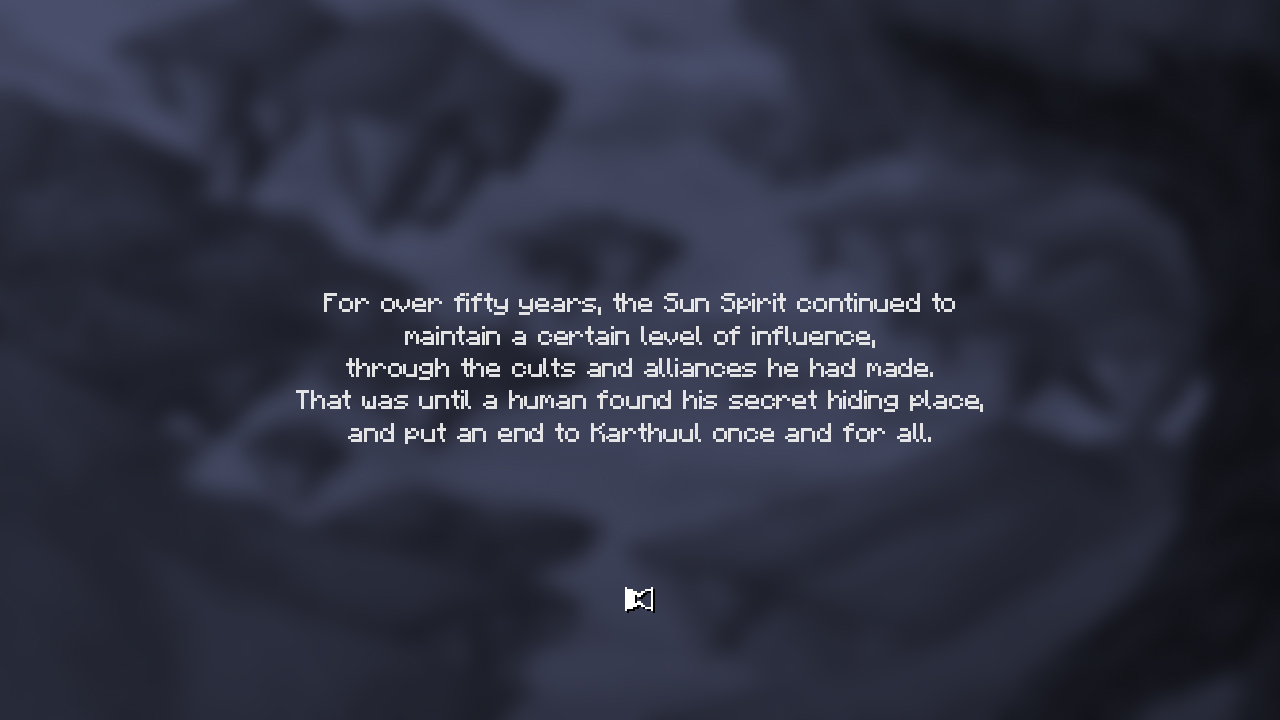 For over fifty years, the Sun Spirit continued to
maintain a certain level of influence,
through the cults and alliances he had made.
That was until a human found his secret hiding place,
and put an end to Karthuul once and for all.